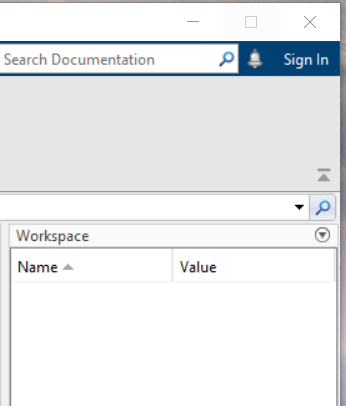 Search Documentation
Sign In
Workspace
Name
Value